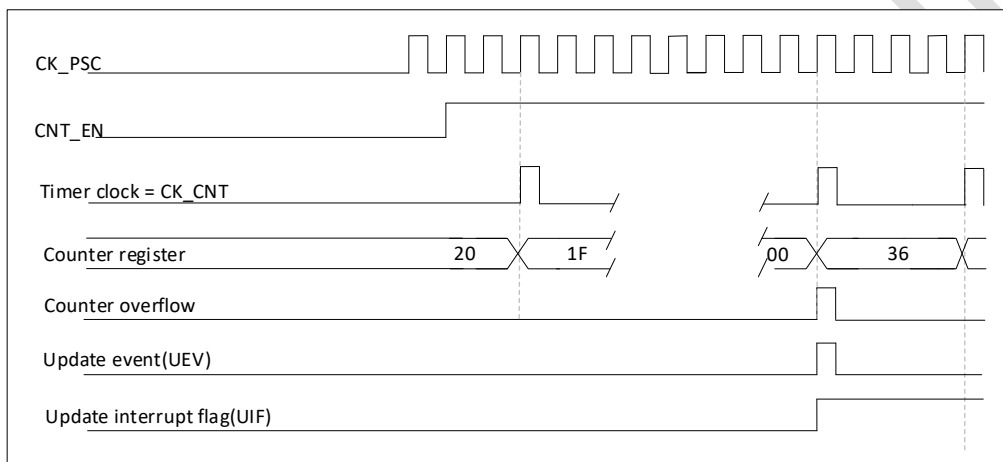 CK_PSC
CNT_EN
Timer clock = CK_CNT
Counter register 20 1F 00 36
Counter overflow
Update event(UEV)
Update interrupt flag(UIF)